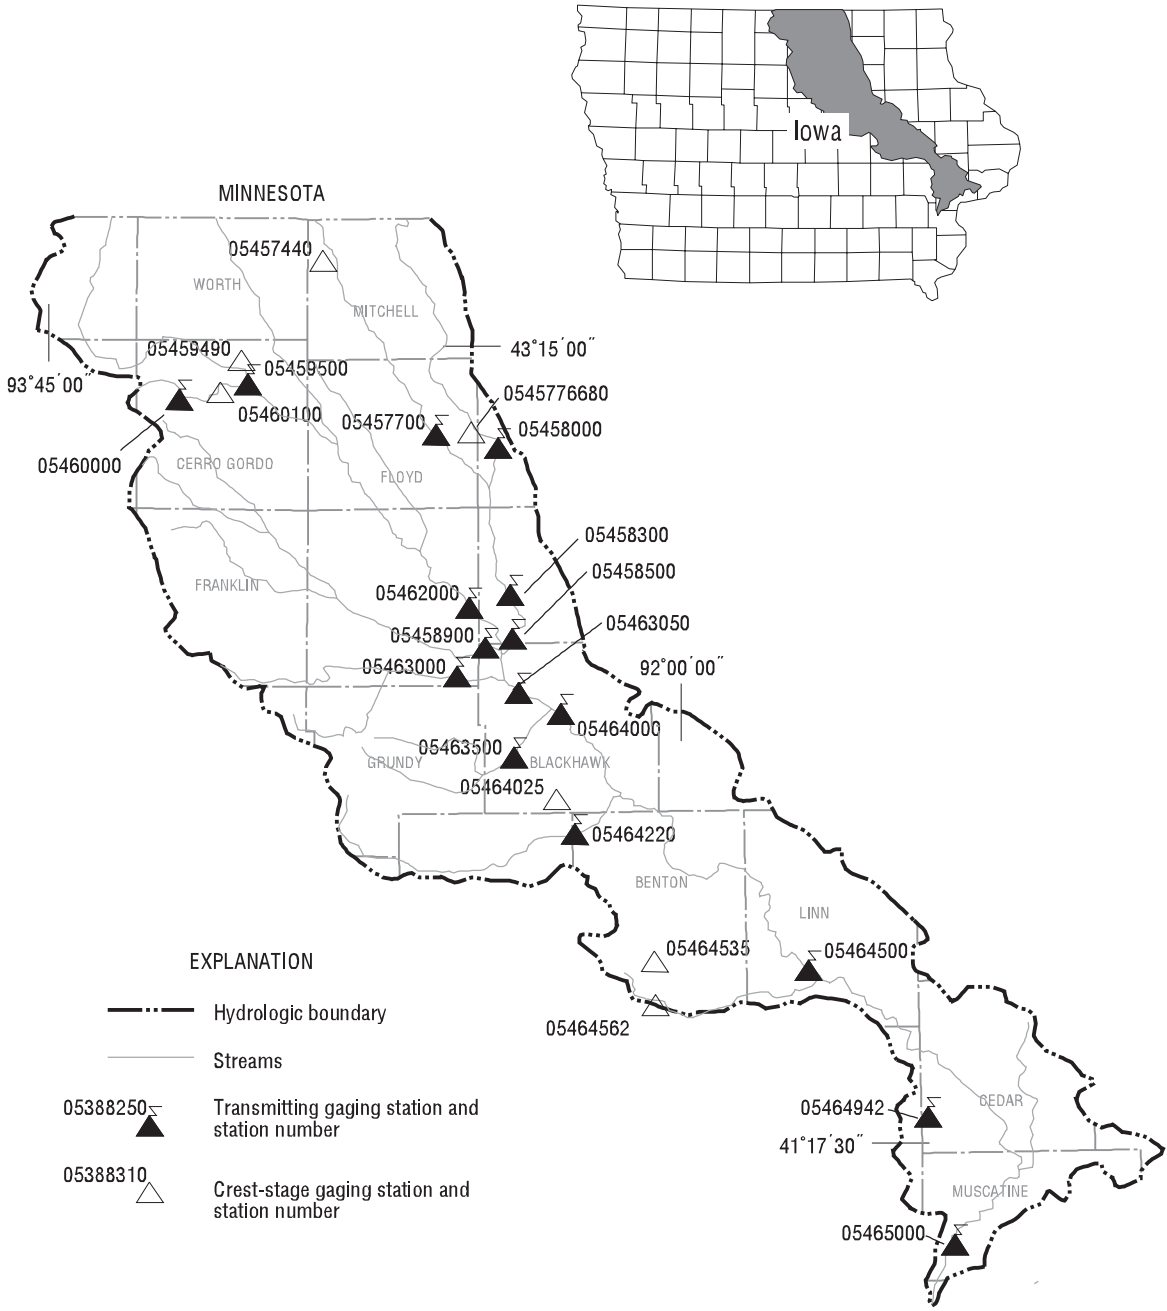 Iowa
MINNESOTA
05457440
WORTH
MITCHELL
05459490
43°15′00″
05459500
93°45′00″
0545776680
05460100
05457700
05458000
05460000
CERRO GORDO
FLOYD
05458300
05458500
FRANKLIN
05462000
05463050
05458900
05463000
92°00′00″
05464000
05463500
GRUNDY
BLACKHAWK
05464025
05464220
BENTON
LINN
05464535
05464500
EXPLANATION
Hydrologic boundary
05464562
Streams
CEDAR
05388250
Transmitting gaging station and
station number
05464942
41°17′30″
05388310
Crest-stage gaging station and
station number
MUSCATINE
05465000